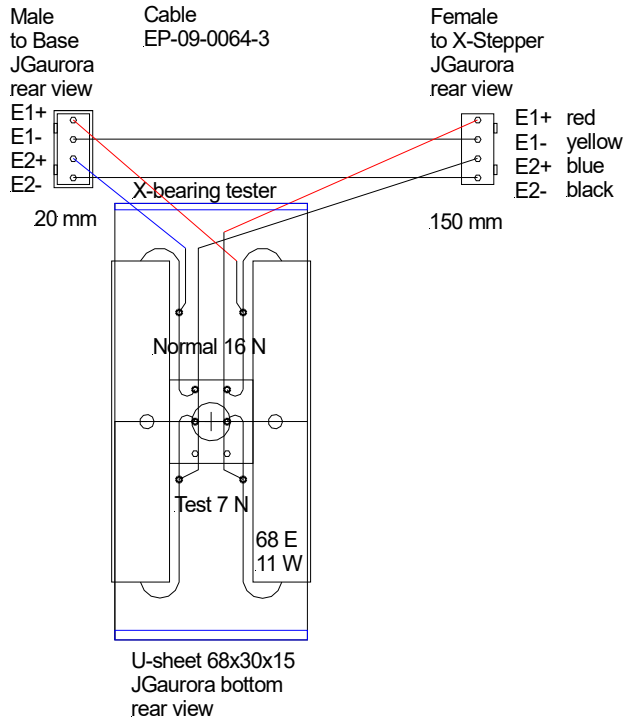 Male
to Base
JGaurora
rear view
Cable
EP-09-0064-3
Female
to X-Stepper
JGaurora
rear view
E1+
E1-
E2+
E2-
E1+ red
E1- yellow
E2+ blue
E2- black
X-bearing tester
20 mm
150 mm
Normal 16 N
Test 7 N
68 E
11 W
U-sheet 68x30x15
JGaurora bottom
rear view